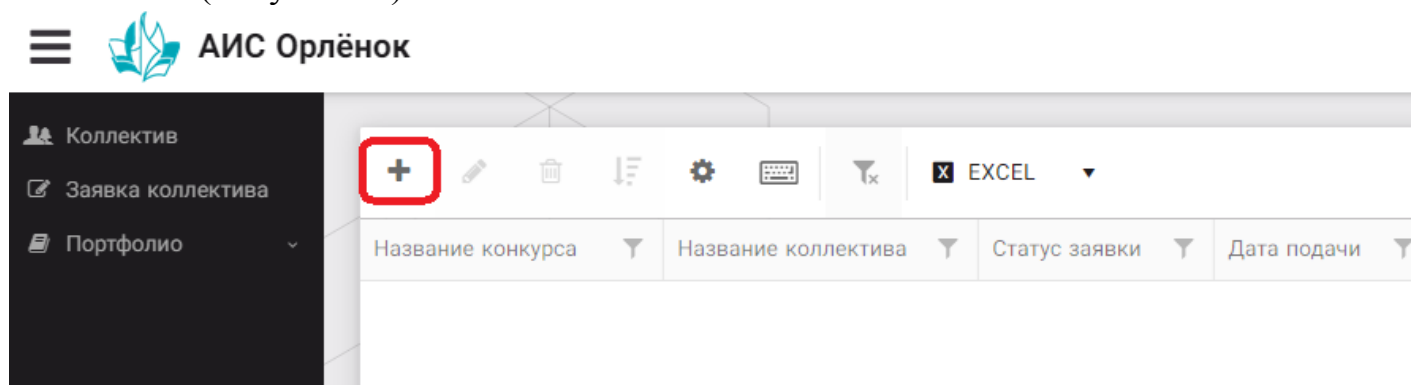 АИС Орлёнок
Коллектив
Заявка коллектива
Портфолио
X EXCEL
Название конкурса Название коллектива Статус заявки Дата подачи